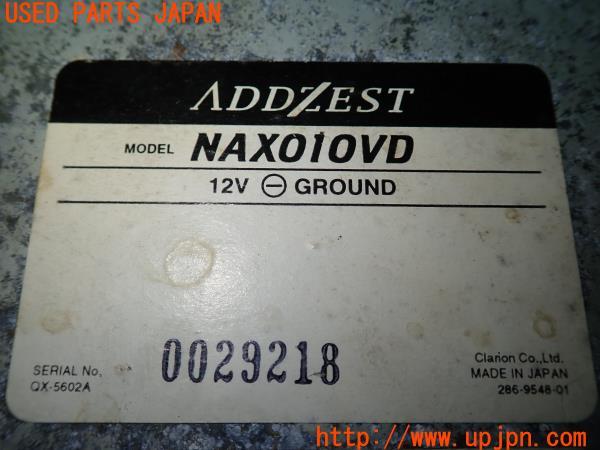 USED PARTS JAPAN
ADDZEST
MODEL NAX010VD
12V ⊖ GROUND
SERIAL No. 0029218
QX-5602A
Clarion Co.,Ltd.
MADE IN JAPAN
286-9548-01
http://www.upjpn.com/